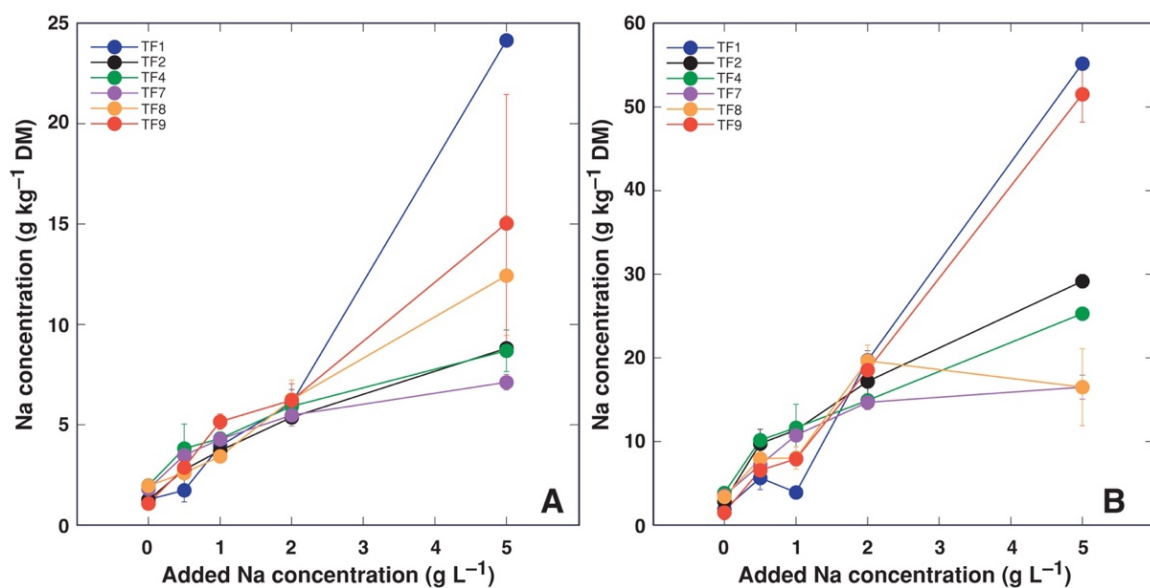 25
20
15
10
5
0
Na concentration (g kg⁻¹ DM)
TF1
TF2
TF4
TF7
TF8
TF9
A
0 1 2 3 4 5
Added Na concentration (g L⁻¹)
60
50
40
30
20
10
0
Na concentration (g kg⁻¹ DM)
TF1
TF2
TF4
TF7
TF8
TF9
B
0 1 2 3 4 5
Added Na concentration (g L⁻¹)